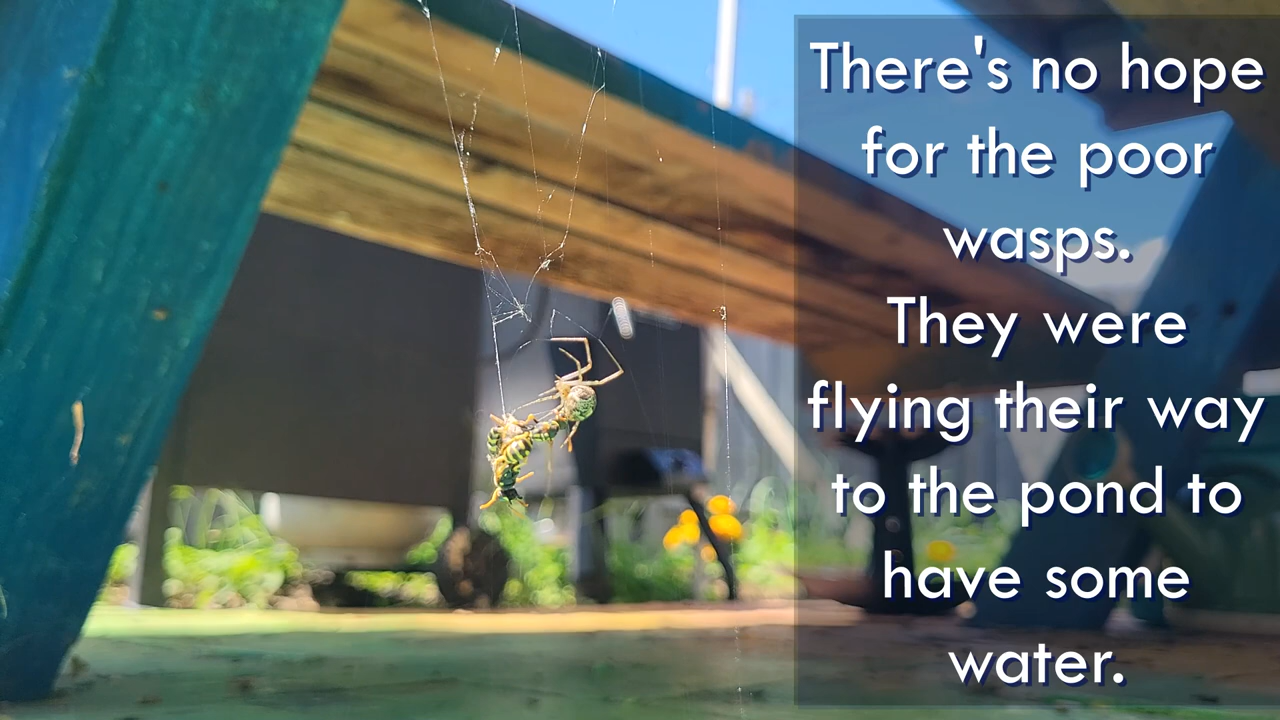 There's no hope
for the poor
wasps.
They were
flying their way
to the pond to
have some
water.